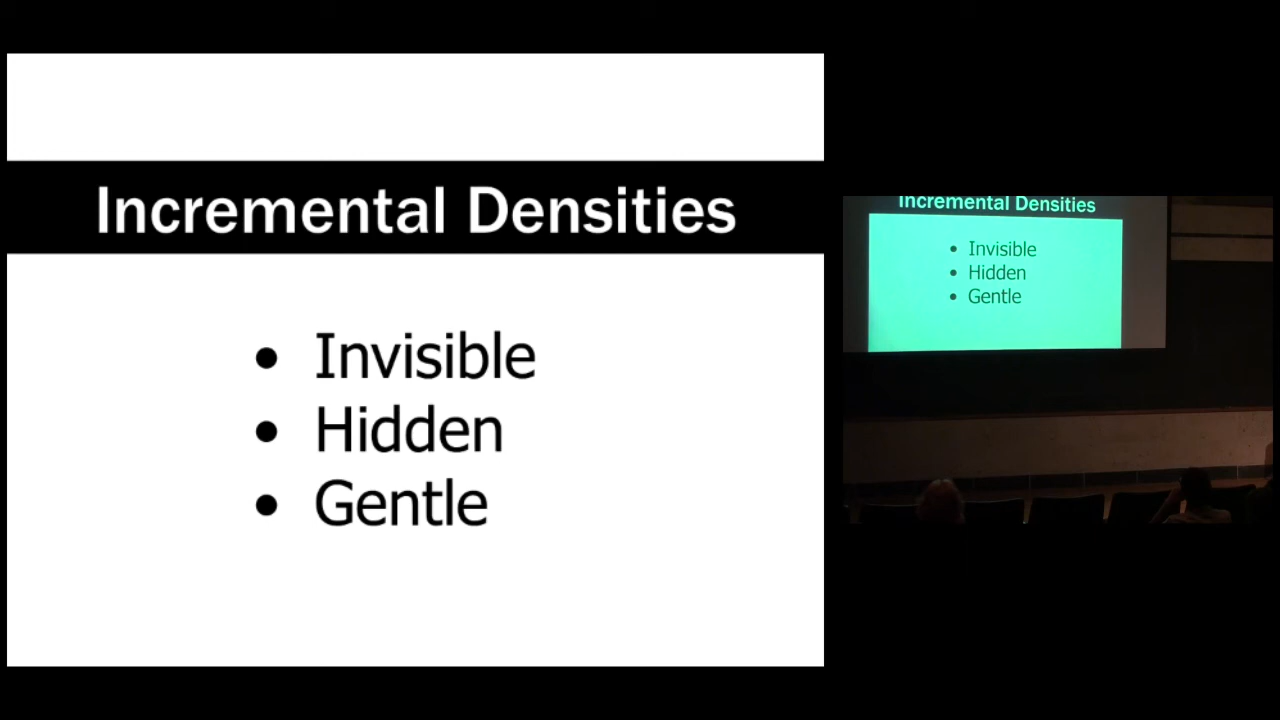 Incremental Densities
• Invisible
• Hidden
• Gentle
Incremental Densities
• Invisible
• Hidden
• Gentle